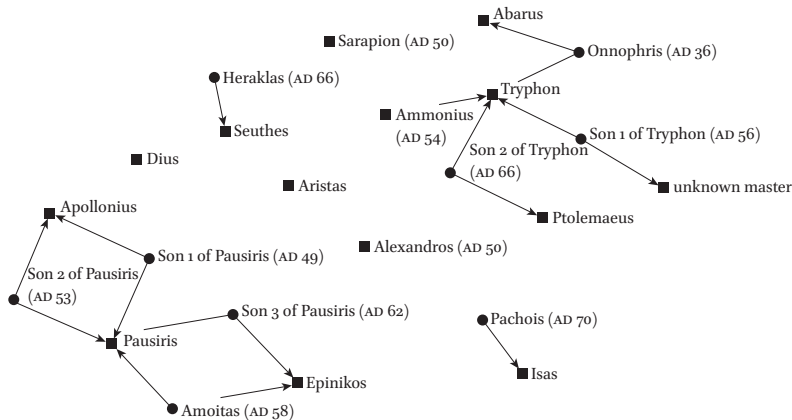 Abarus
Sarapion (AD 50)
Onnophris (AD 36)
Heraklas (AD 66)
Tryphon
Ammonius
(AD 54)
Seuthes
Son 1 of Tryphon (AD 56)
Son 2 of Tryphon
(AD 66)
Dius
Aristas
unknown master
Apollonius
Ptolemaeus
Alexandros (AD 50)
Son 1 of Pausiris (AD 49)
Son 2 of Pausiris
(AD 53)
Son 3 of Pausiris (AD 62)
Pachois (AD 70)
Pausiris
Isas
Epinikos
Amoitas (AD 58)